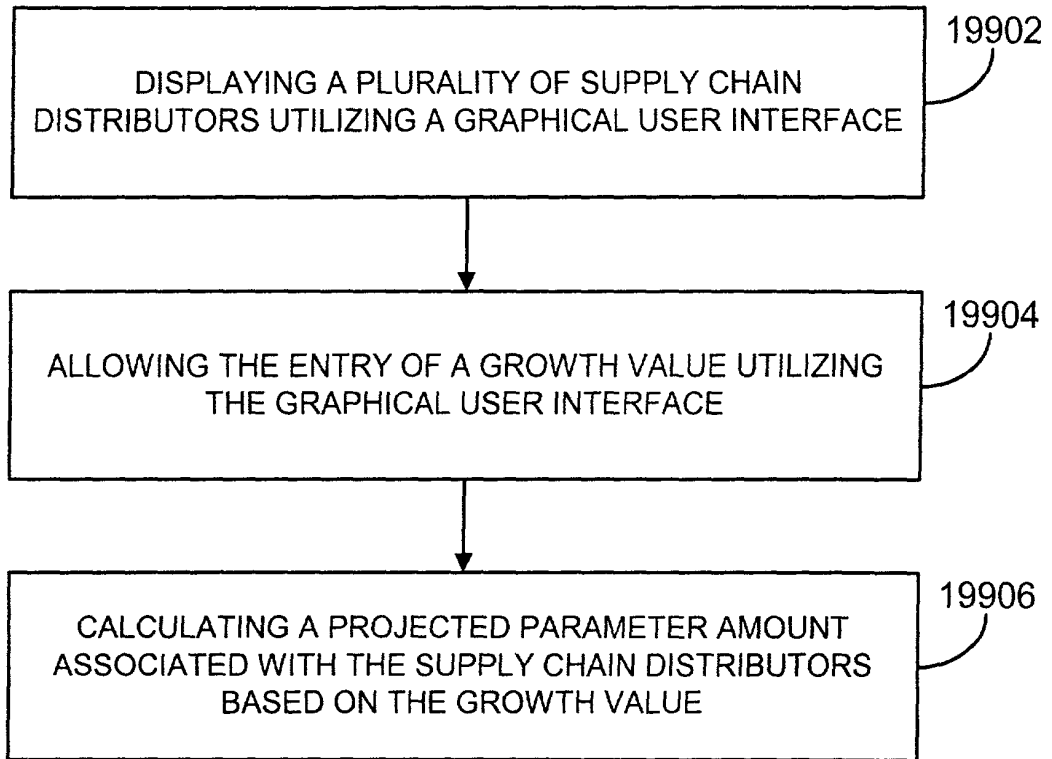 19902
DISPLAYING A PLURALITY OF SUPPLY CHAIN
DISTRIBUTORS UTILIZING A GRAPHICAL USER INTERFACE
19904
ALLOWING THE ENTRY OF A GROWTH VALUE UTILIZING
THE GRAPHICAL USER INTERFACE
19906
CALCULATING A PROJECTED PARAMETER AMOUNT
ASSOCIATED WITH THE SUPPLY CHAIN DISTRIBUTORS
BASED ON THE GROWTH VALUE